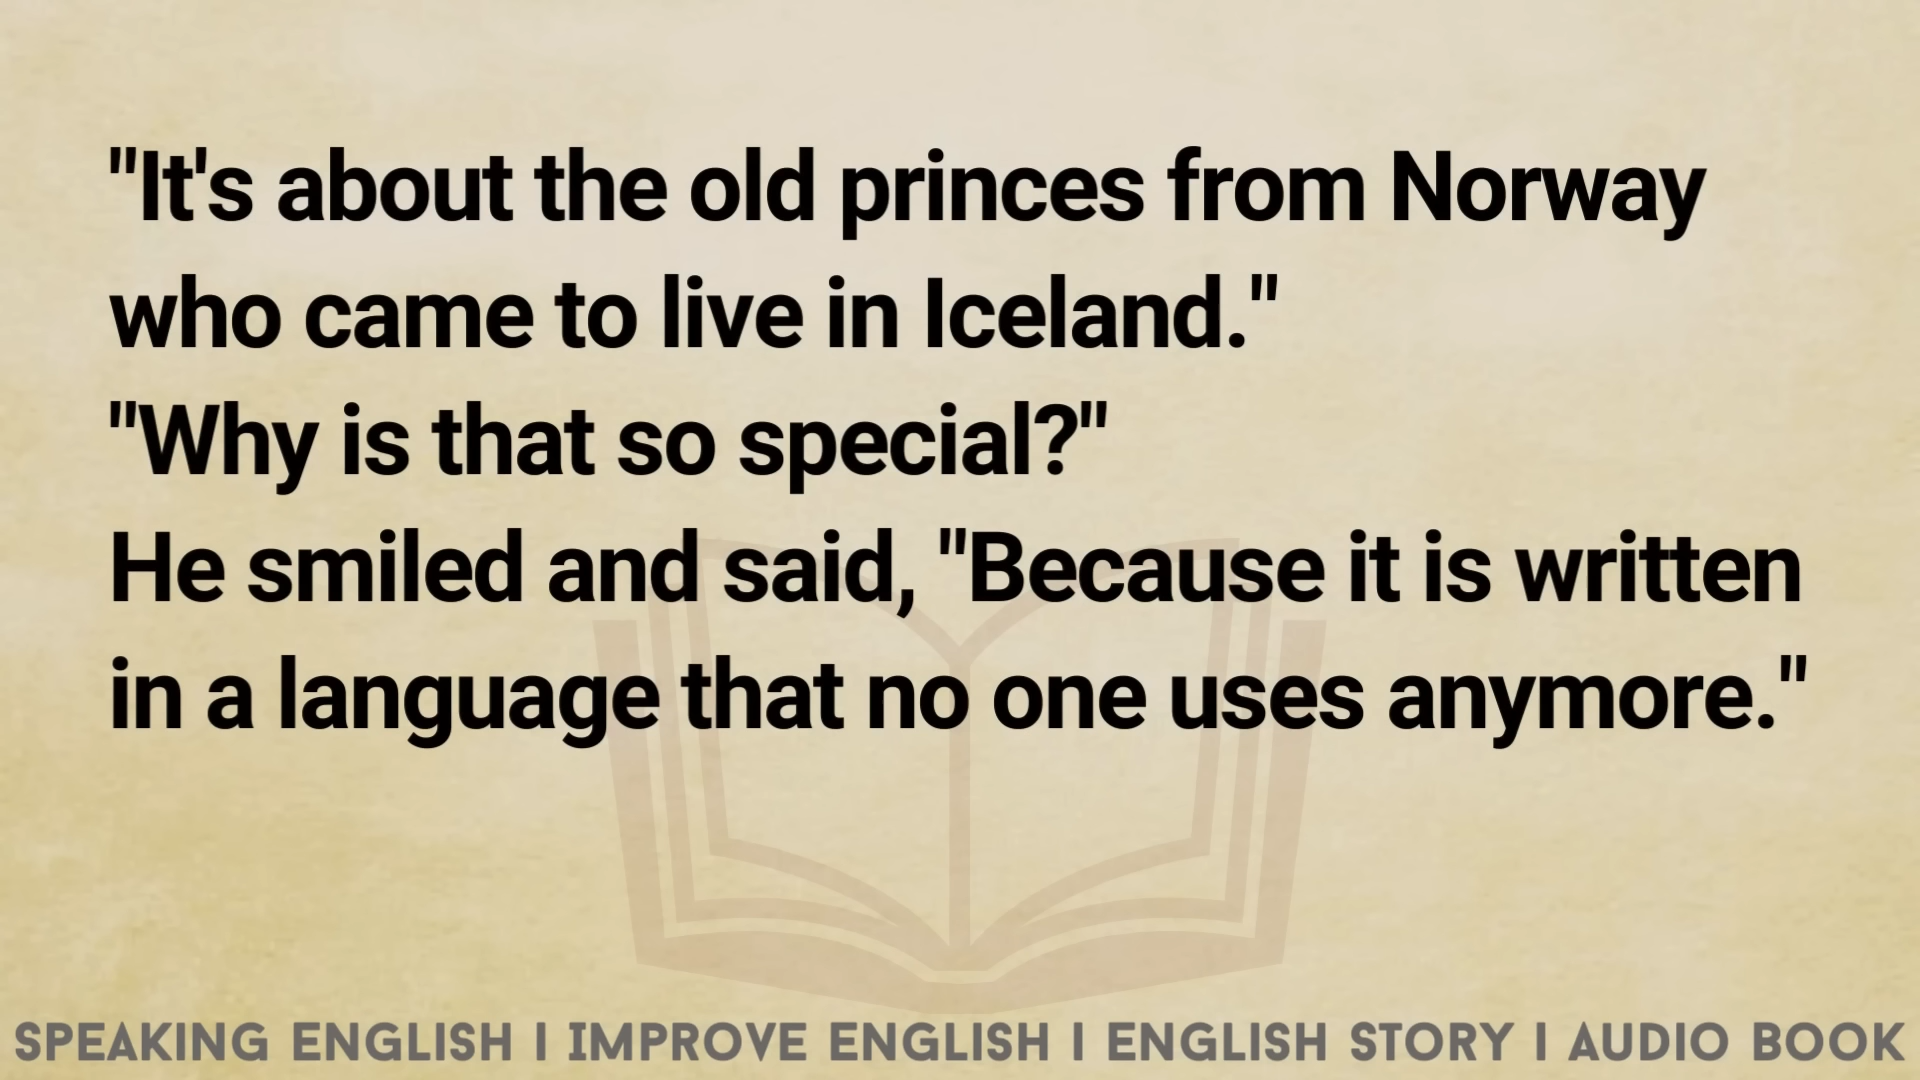 "It's about the old princes from Norway
who came to live in Iceland."
"Why is that so special?"
He smiled and said, "Because it is written
in a language that no one uses anymore."
SPEAKING ENGLISH I IMPROVE ENGLISH I ENGLISH STORY I AUDIO BOOK